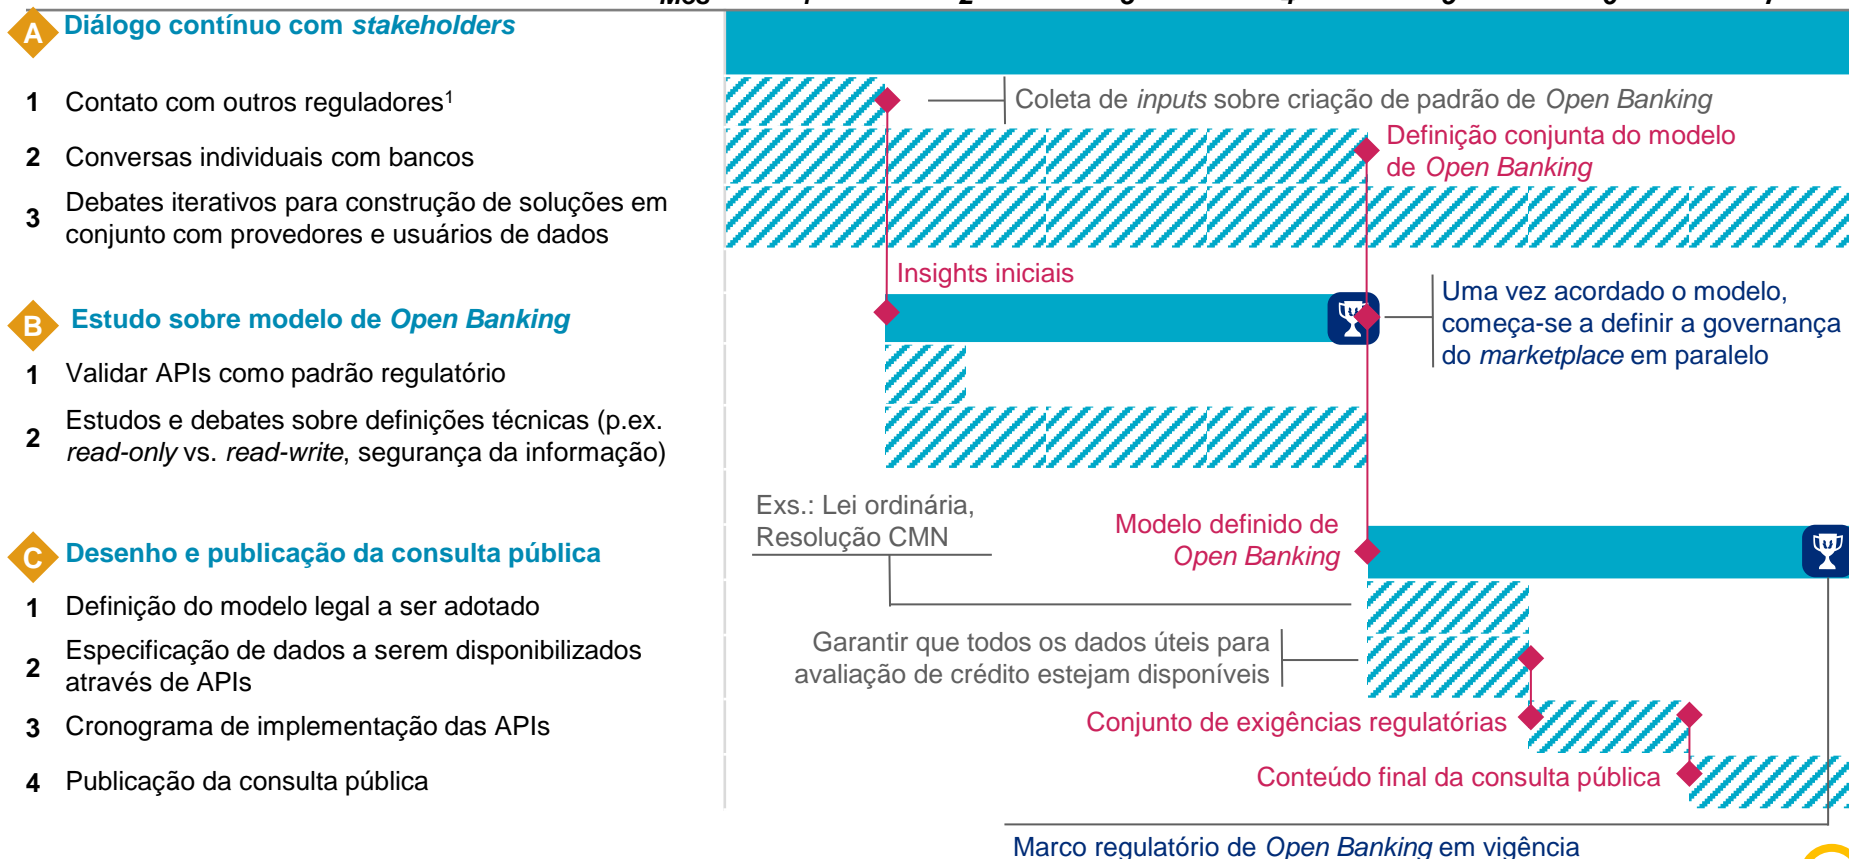 Mês 1 2 3 4 5 6 7
A Diálogo contínuo com stakeholders
1 Contato com outros reguladores1
Coleta de inputs sobre criação de padrão de Open Banking
2 Conversas individuais com bancos
Definição conjunta do modelo
de Open Banking
3 Debates iterativos para construção de soluções em
conjunto com provedores e usuários de dados
Insights iniciais
B Estudo sobre modelo de Open Banking
Uma vez acordado o modelo,
começa-se a definir a governança
do marketplace em paralelo
1 Validar APIs como padrão regulatório
2 Estudos e debates sobre definições técnicas (p.ex.
read-only vs. read-write, segurança da informação)
Exs.: Lei ordinária,
Resolução CMN
Modelo definido de
Open Banking
C Desenho e publicação da consulta pública
1 Definição do modelo legal a ser adotado
2 Especificação de dados a serem disponibilizados
através de APIs
Garantir que todos os dados úteis para
avaliação de crédito estejam disponíveis
3 Cronograma de implementação das APIs
Conjunto de exigências regulatórias
4 Publicação da consulta pública
Conteúdo final da consulta pública
Marco regulatório de Open Banking em vigência